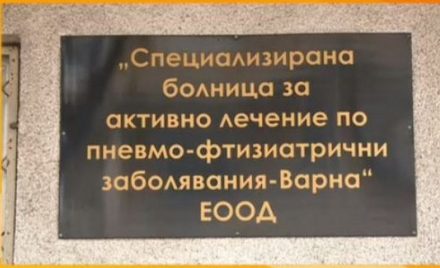 „Специализирана
болница за
активно лечение по
пневмо-фтизиатрични
заболявания-Варна“
ЕООД